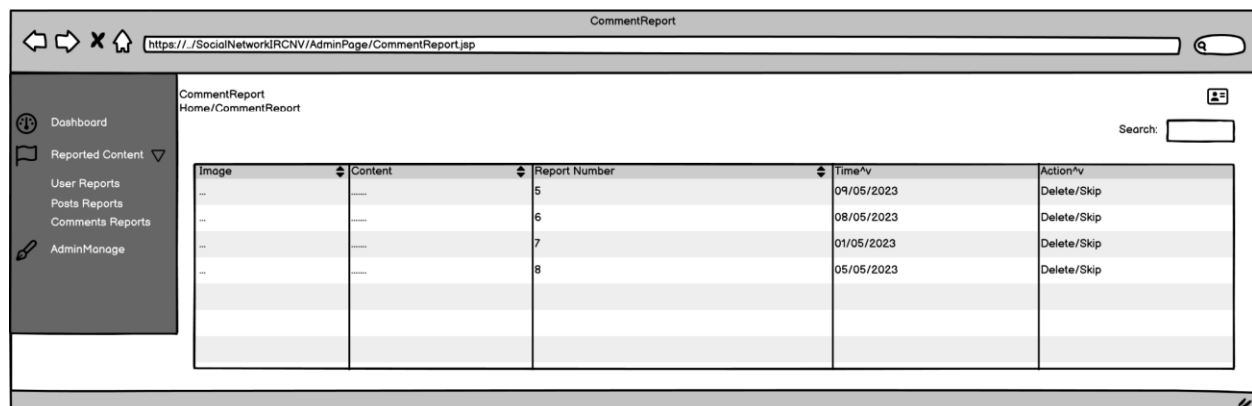 CommentReport
https://../SocialNetworkIRCNV/AdminPage/CommentReport.jsp
CommentReport
Home/CommentReport
Dashboard
Reported Content
User Reports
Posts Reports
Comments Reports
AdminManage
Search:
Image Content Report Number Time^v Action^v
... ....... 5 09/05/2023 Delete/Skip
... ....... 6 08/05/2023 Delete/Skip
... ....... 7 01/05/2023 Delete/Skip
... ....... 8 05/05/2023 Delete/Skip